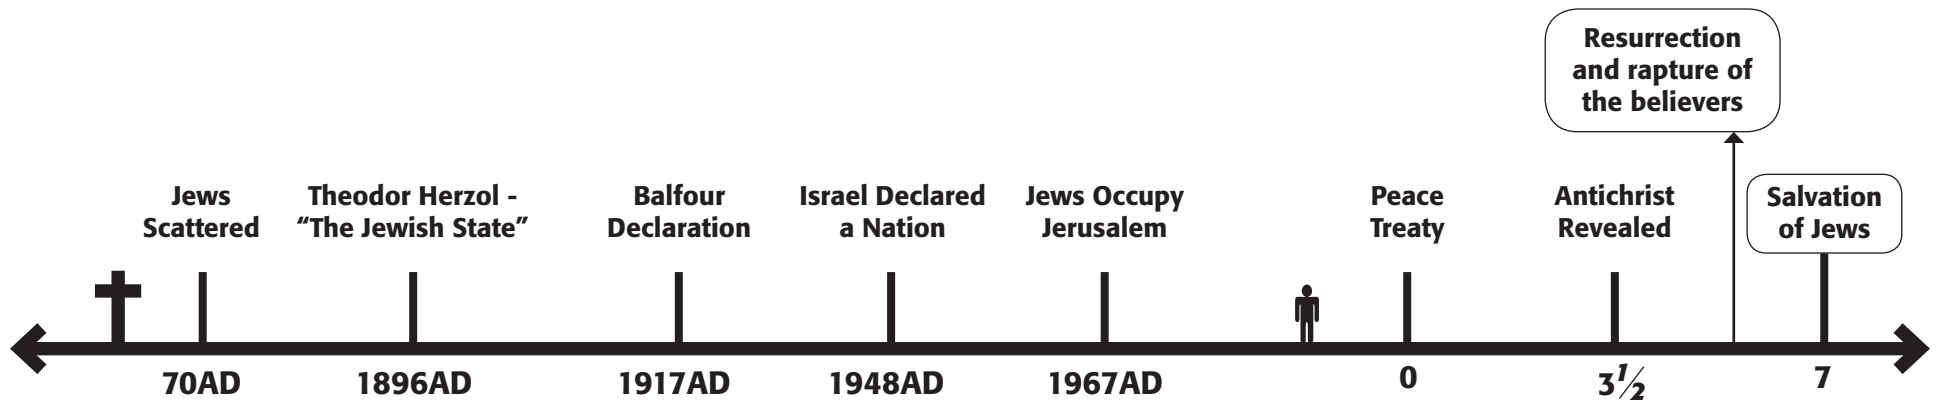 Resurrection
and rapture of
the believers
Jews
Scattered
Theodor Herzol -
“The Jewish State”
Balfour
Declaration
Israel Declared
a Nation
Jews Occupy
Jerusalem
Peace
Treaty
Antichrist
Revealed
Salvation
of Jews
70AD
1896AD
1917AD
1948AD
1967AD
0
3½
7